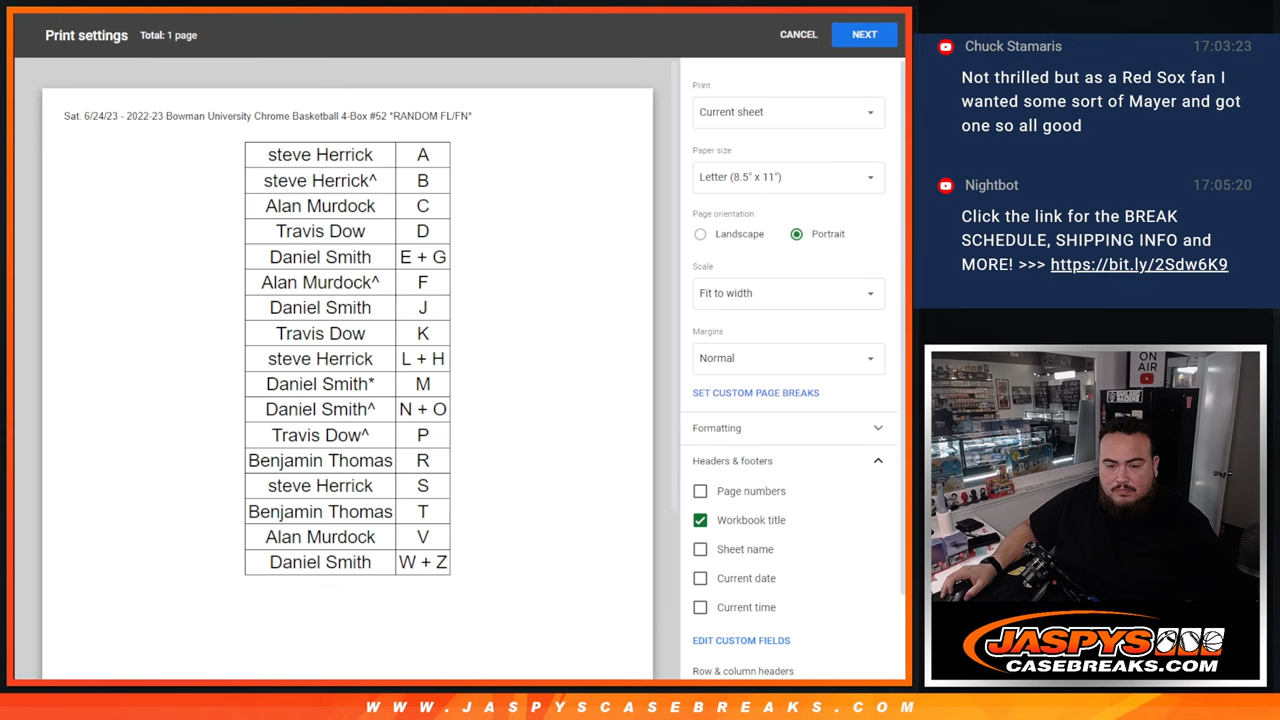 Print settings Total: 1 page CANCEL NEXT
Sat. 6/24/23 - 2022-23 Bowman University Chrome Basketball 4-Box #52 *RANDOM FL/FN*
steve Herrick A
steve Herrick^ B
Alan Murdock C
Travis Dow D
Daniel Smith E + G
Alan Murdock^ F
Daniel Smith J
Travis Dow K
steve Herrick L + H
Daniel Smith* M
Daniel Smith^ N + O
Travis Dow^ P
Benjamin Thomas R
steve Herrick S
Benjamin Thomas T
Alan Murdock V
Daniel Smith W + Z
Print
Current sheet
Paper size
Letter (8.5" x 11")
Page orientation
Landscape Portrait
Scale
Fit to width
Margins
Normal
SET CUSTOM PAGE BREAKS
Formatting
Headers & footers
Page numbers
Workbook title
Sheet name
Current date
Current time
EDIT CUSTOM FIELDS
Row & column headers
Chuck Stamaris 17:03:23
Not thrilled but as a Red Sox fan I
wanted some sort of Mayer and got
one so all good
Nightbot 17:05:20
Click the link for the BREAK
SCHEDULE, SHIPPING INFO and
MORE! >>> https://bit.ly/2Sdw6K9
ON
AIR
JASPYS
CASEBREAKS.COM
WWW.JASPYSCASEBREAKS.COM